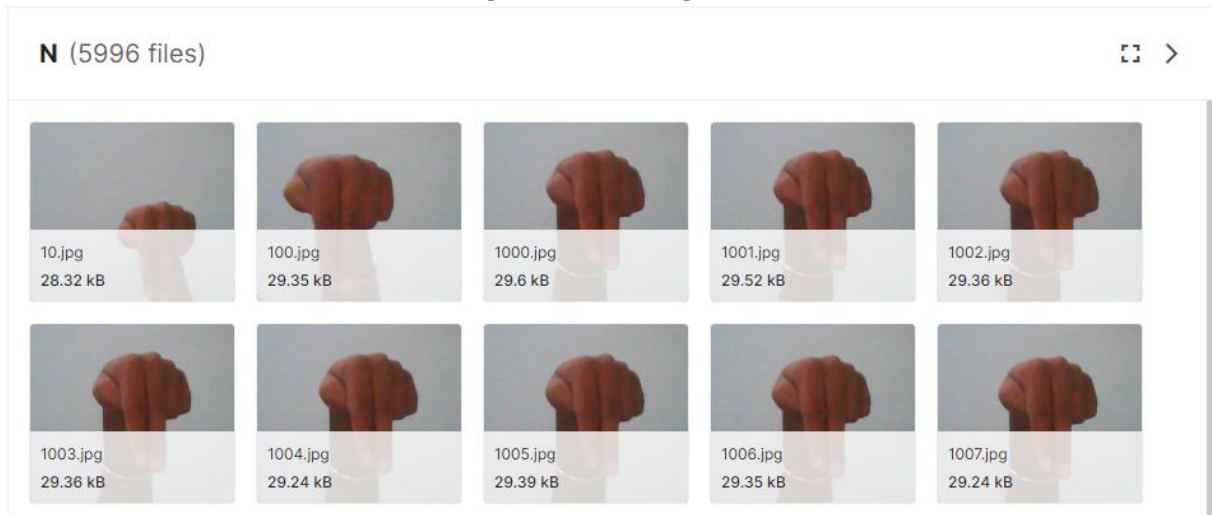 N (5996 files)
10.jpg
28.32 kB
100.jpg
29.35 kB
1000.jpg
29.6 kB
1001.jpg
29.52 kB
1002.jpg
29.36 kB
1003.jpg
29.36 kB
1004.jpg
29.24 kB
1005.jpg
29.39 kB
1006.jpg
29.35 kB
1007.jpg
29.24 kB